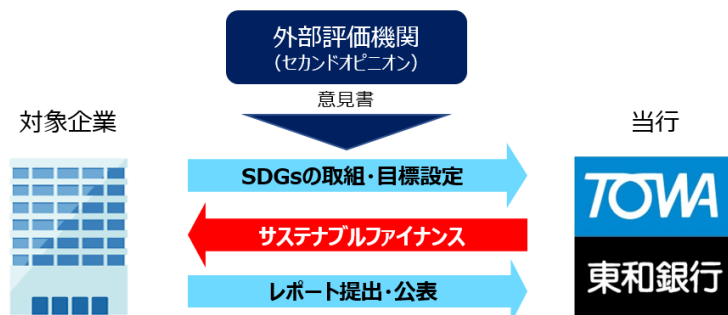 外部評価機関
（セカンドオピニオン）
意見書
対象企業
当行
SDGsの取組・目標設定
サステナブルファイナンス
レポート提出・公表
TOWA
東和銀行